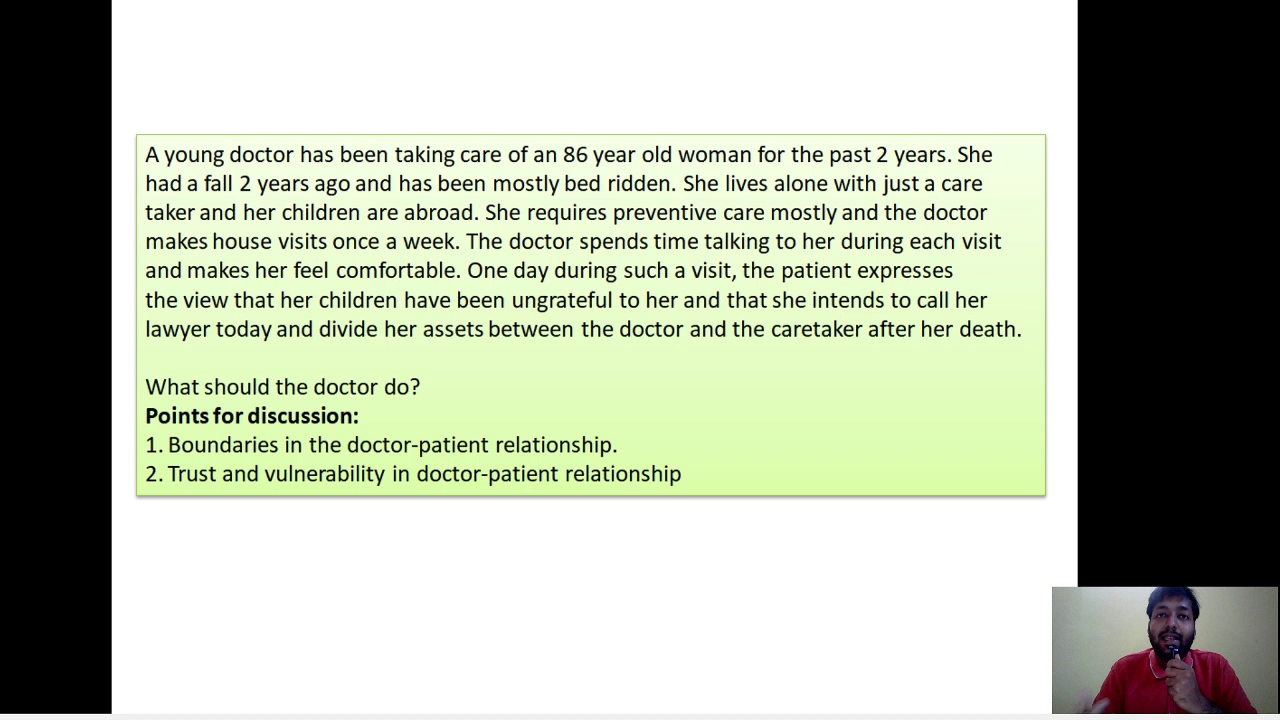 A young doctor has been taking care of an 86 year old woman for the past 2 years. She
had a fall 2 years ago and has been mostly bed ridden. She lives alone with just a care
taker and her children are abroad. She requires preventive care mostly and the doctor
makes house visits once a week. The doctor spends time talking to her during each visit
and makes her feel comfortable. One day during such a visit, the patient expresses
the view that her children have been ungrateful to her and that she intends to call her
lawyer today and divide her assets between the doctor and the caretaker after her death.
What should the doctor do?
Points for discussion:
1. Boundaries in the doctor-patient relationship.
2. Trust and vulnerability in doctor-patient relationship